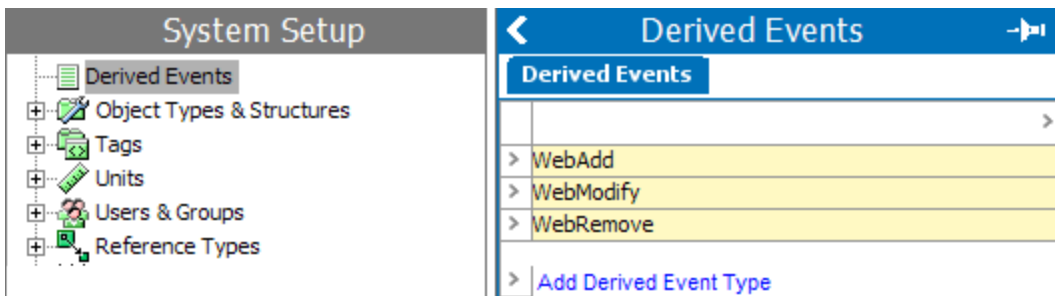 System Setup
Derived Events
Object Types & Structures
Tags
Units
Users & Groups
Reference Types
Derived Events
Derived Events
WebAdd
WebModify
WebRemove
Add Derived Event Type